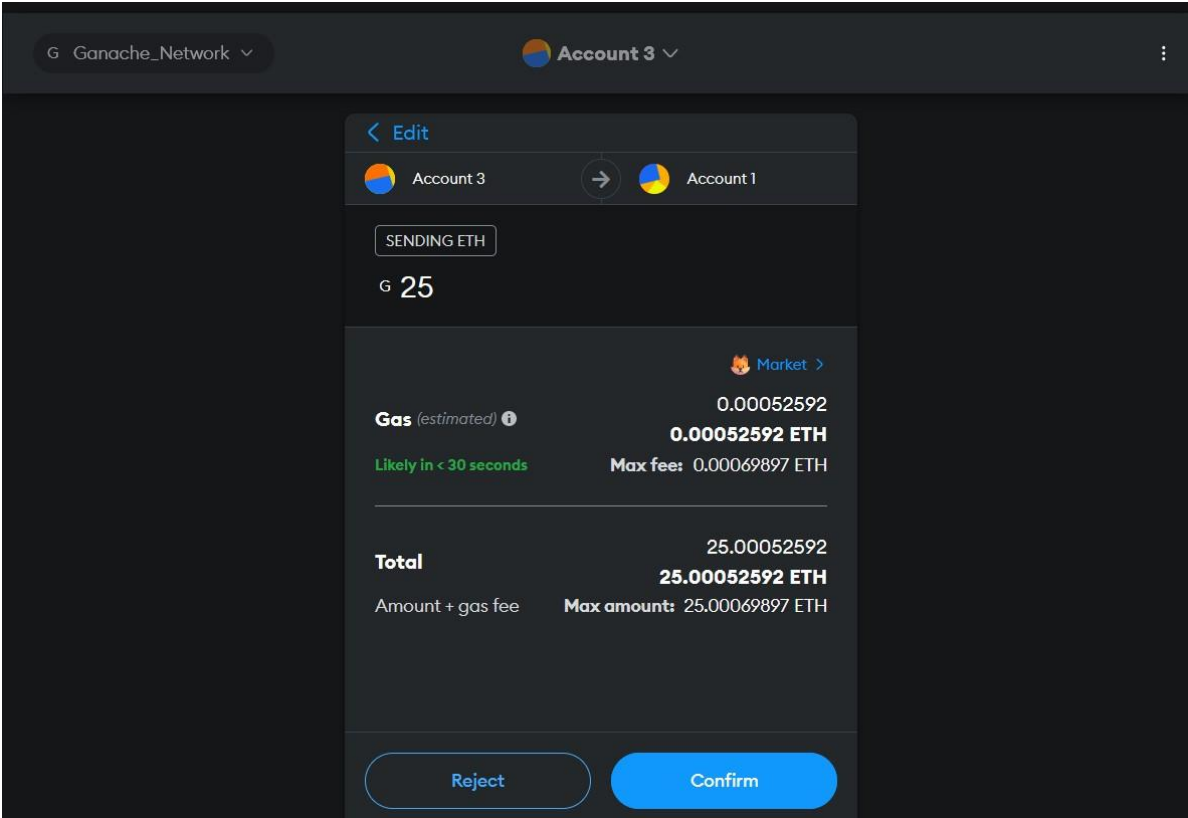 G Ganache_Network
Account 3
Edit
Account 3
Account 1
SENDING ETH
G 25
Market >
0.00052592
Gas (estimated)
0.00052592 ETH
Likely in < 30 seconds
Max fee: 0.00069897 ETH
25.00052592
Total
25.00052592 ETH
Amount + gas fee
Max amount: 25.00069897 ETH
Reject
Confirm